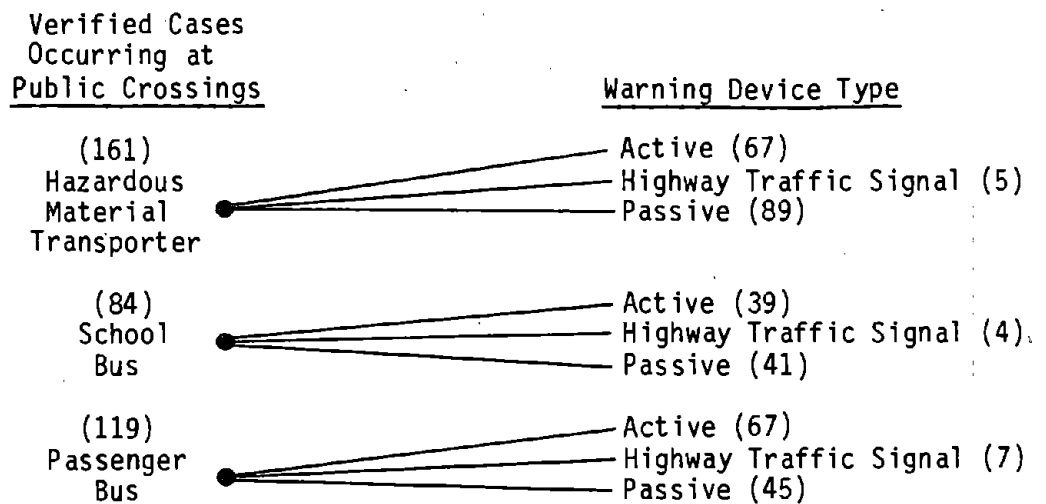 Verified Cases
Occurring at
Public Crossings
Warning Device Type
(161)
Hazardous
Material
Transporter
Active (67)
Highway Traffic Signal (5)
Passive (89)
(84)
School
Bus
Active (39)
Highway Traffic Signal (4)
Passive (41)
(119)
Passenger
Bus
Active (67)
Highway Traffic Signal (7)
Passive (45)